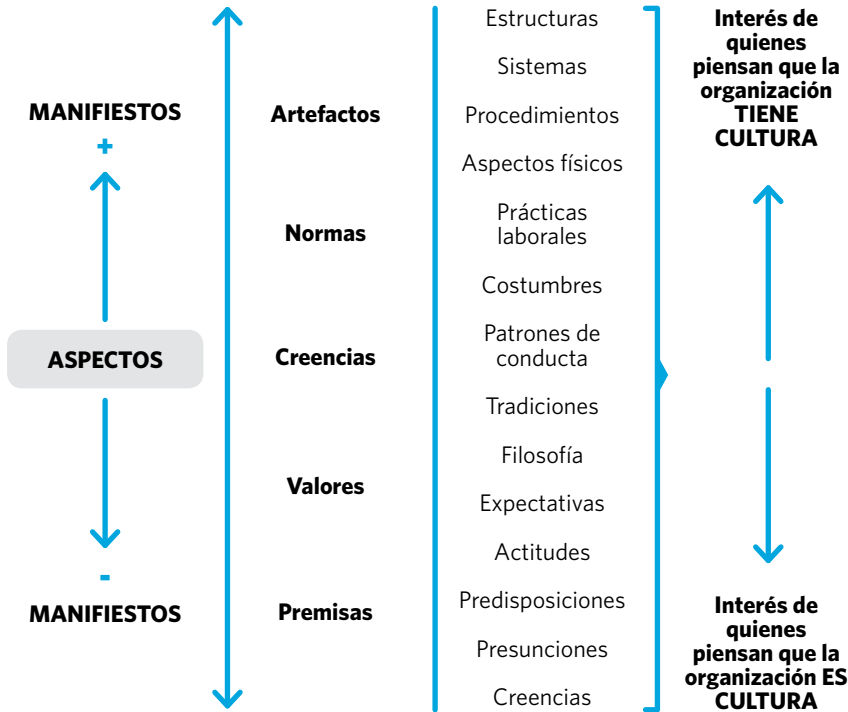 MANIFIESTOS
+
ASPECTOS
-
MANIFIESTOS
Artefactos
Normas
Creencias
Valores
Premisas
Estructuras
Sistemas
Procedimientos
Aspectos físicos
Prácticas
laborales
Costumbres
Patrones de
conducta
Tradiciones
Filosofía
Expectativas
Actitudes
Predisposiciones
Presunciones
Creencias
Interés de
quienes
piensan que la
organización
TIENE
CULTURA
Interés de
quienes
piensan que la
organización ES
CULTURA